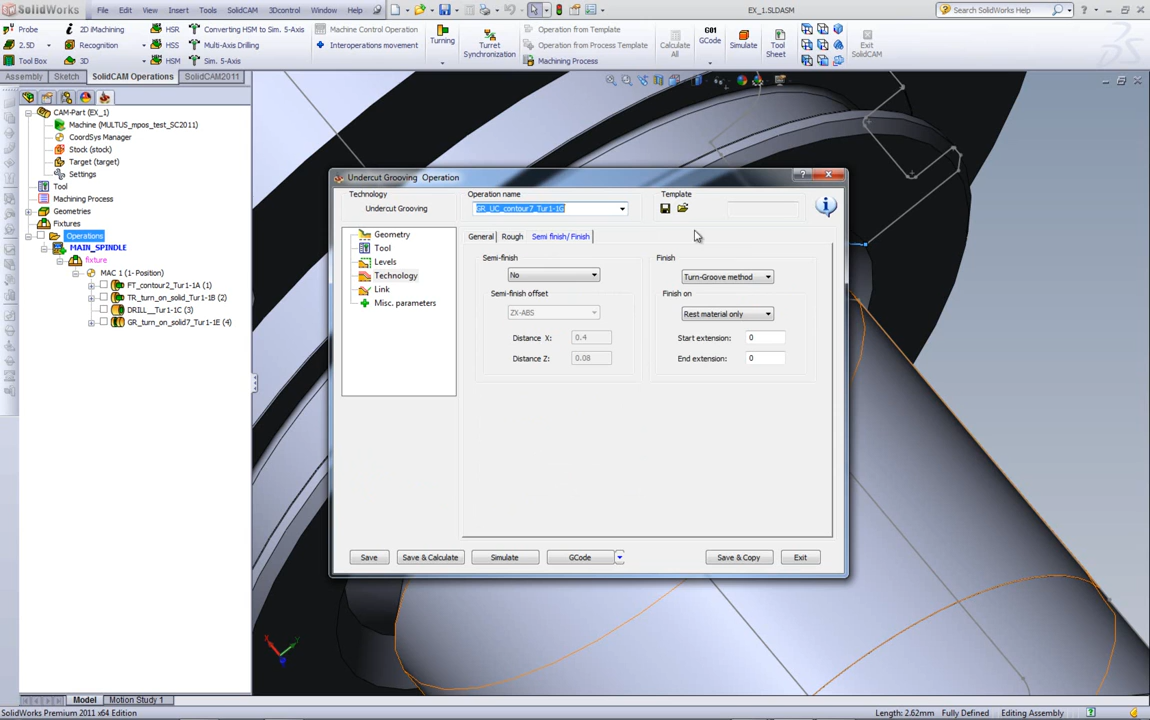 SolidWorks
File Edit View Insert Tools SolidCAM 3Dcontrol Window Help
EX_1.SLDASM
Search SolidWorks Help
Probe
2D iMachining
HSR
Converting HSM to Sim. 5-Axis
Machine Control Operation
Turning
Turret Synchronization
Operation from Template
Calculate All
GCode
Simulate
Tool Sheet
Exit SolidCAM
2.5D
Recognition
HSS
Multi-Axis Drilling
Interoperations movement
Operation from Process Template
Tool Box
3D
HSM
Sim. 5-Axis
Machining Process
Assembly Sketch SolidCAM Operations SolidCAM2011
CAM-Part (EX_1)
Machine (MULTUS_mpos_test_SC2011)
CoordSys Manager
Stock (stock)
Target (target)
Settings
Tool
Machining Process
Geometries
Fixtures
Operations
MAIN_SPINDLE
fixture
MAC 1 (1- Position)
FT_contour2_Tur1-1A (1)
TR_turn_on_solid_Tur1-1B (2)
DRILL__Tur1-1C (3)
GR_turn_on_solid7_Tur1-1E (4)
Undercut Grooving Operation
Technology
Undercut Grooving
Operation name
GR_UC_contour7_Tur1-1G
Template
Geometry
Tool
Levels
Technology
Link
Misc. parameters
General Rough Semi finish/ Finish
Semi-finish
No
Semi-finish offset
ZX-ABS
Distance X: 0.4
Distance Z: 0.08
Finish
Turn-Groove method
Finish on
Rest material only
Start extension: 0
End extension: 0
Save Save & Calculate Simulate GCode Save & Copy Exit
X
Y
Z
Model Motion Study 1
SolidWorks Premium 2011 x64 Edition
Length: 2.62mm Fully Defined Editing Assembly